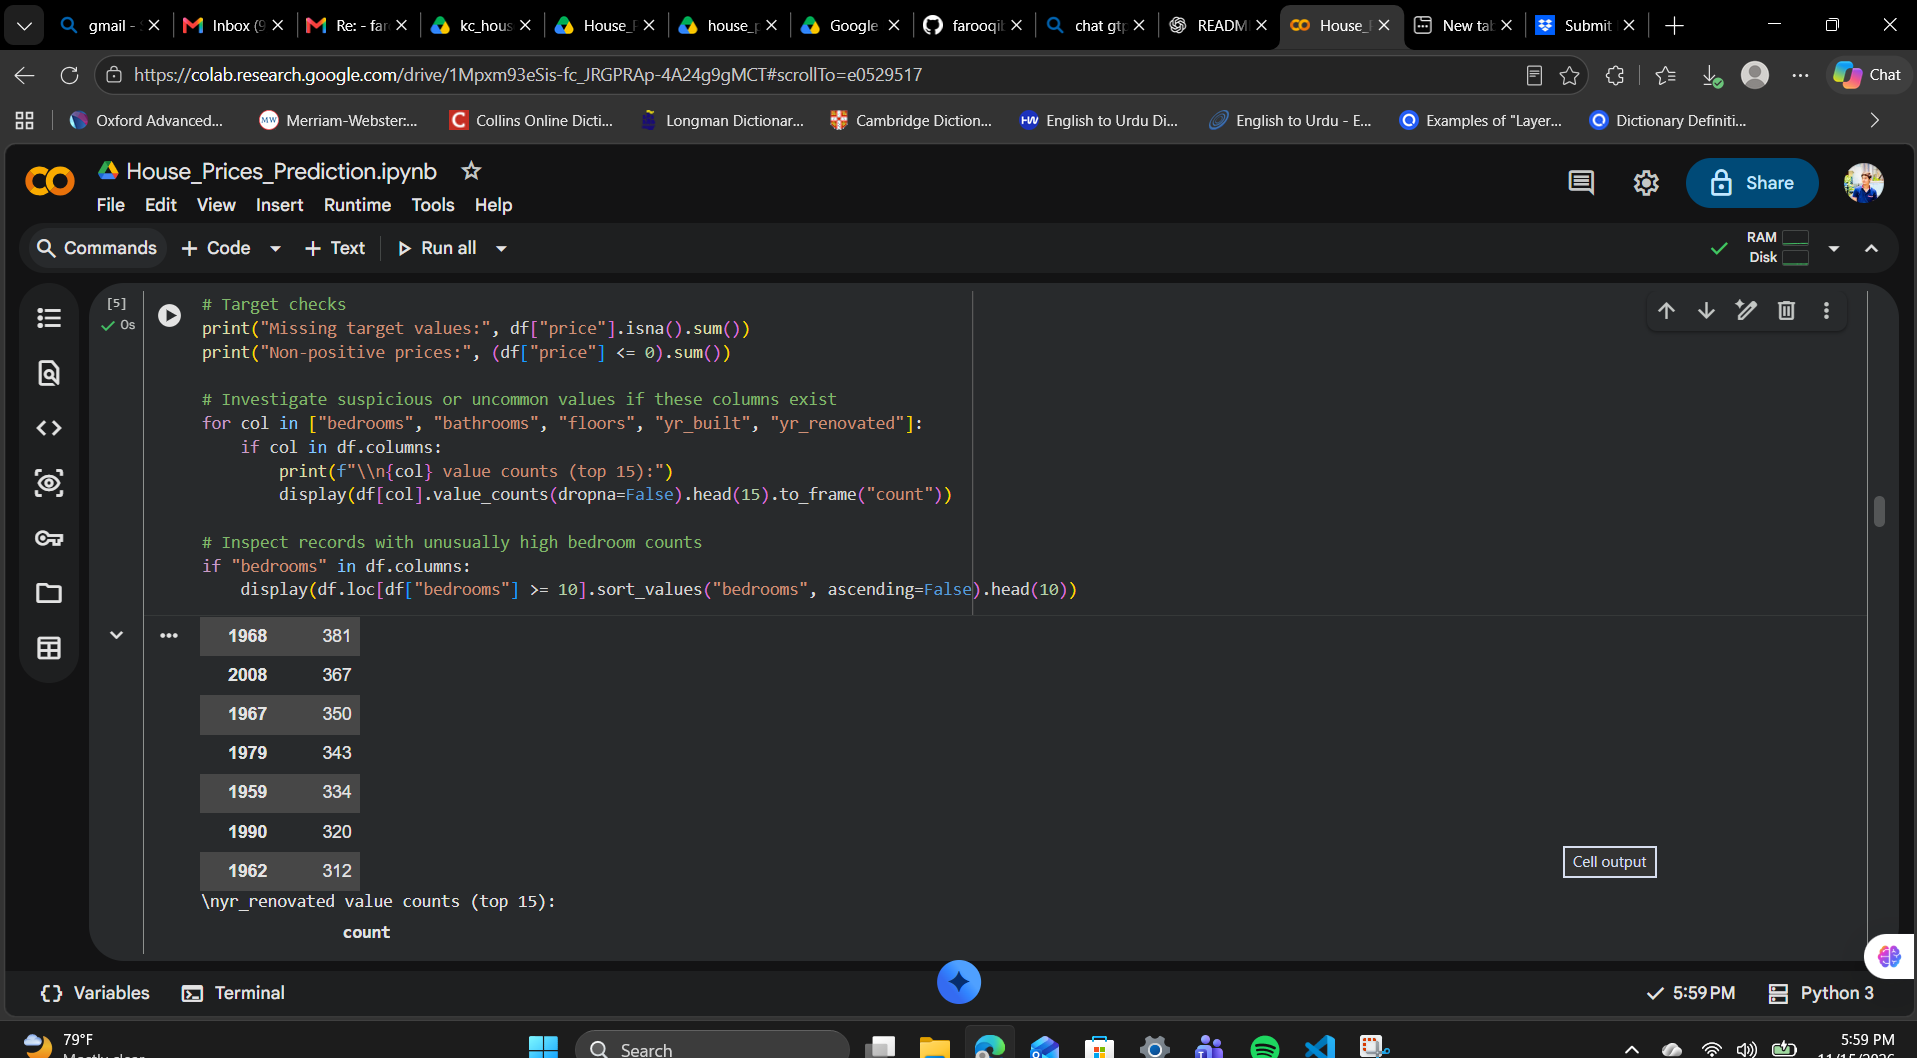 gmail -
Inbox (9
Re: - far
kc_hous
House_P
house_p
Google
farooqib
chat gtp
READM
House_
New tab
Submit
https://colab.research.google.com/drive/1Mpxm93eSis-fc_JRGPRAp-4A24g9gMCT#scrollTo=e0529517
Chat
Oxford Advanced...
Merriam-Webster:...
Collins Online Dicti...
Longman Dictionar...
Cambridge Diction...
English to Urdu Di...
English to Urdu - E...
Examples of "Layer...
Dictionary Definiti...
House_Prices_Prediction.ipynb
File Edit View Insert Runtime Tools Help
Share
Commands
+ Code
+ Text
Run all
RAM
Disk
[5]
0s
# Target checks
print("Missing target values:", df["price"].isna().sum())
print("Non-positive prices:", (df["price"] <= 0).sum())
# Investigate suspicious or uncommon values if these columns exist
for col in ["bedrooms", "bathrooms", "floors", "yr_built", "yr_renovated"]:
    if col in df.columns:
        print(f"\\n{col} value counts (top 15):")
        display(df[col].value_counts(dropna=False).head(15).to_frame("count"))
# Inspect records with unusually high bedroom counts
if "bedrooms" in df.columns:
    display(df.loc[df["bedrooms"] >= 10].sort_values("bedrooms", ascending=False).head(10))
1968 381
2008 367
1967 350
1979 343
1959 334
1990 320
1962 312
\nyr_renovated value counts (top 15):
count
Cell output
Variables
Terminal
5:59 PM
Python 3
79°F
Mostly clear
Search
5:59 PM